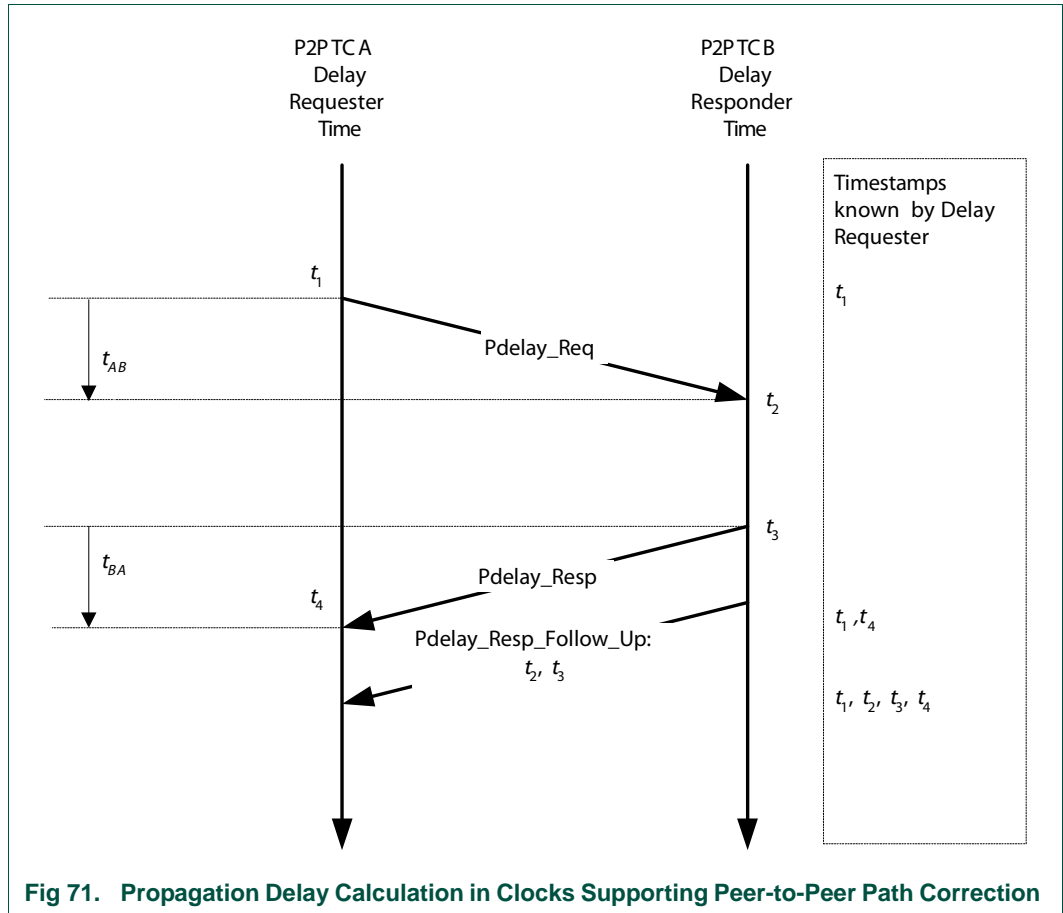 P2P TC A
Delay
Requester
Time
P2P TC B
Delay
Responder
Time
Timestamps
known by Delay
Requester
t1
t1
Pdelay_Req
tAB
t2
t3
tBA
Pdelay_Resp
t4
t1 ,t4
Pdelay_Resp_Follow_Up:
t2, t3
t1, t2, t3, t4
Fig 71. Propagation Delay Calculation in Clocks Supporting Peer-to-Peer Path Correction